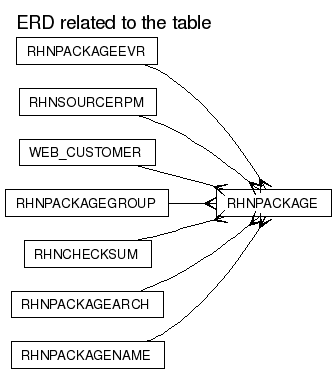 ERD related to the table
RHNPACKAGEEVR
RHNSOURCERPM
WEB_CUSTOMER
RHNPACKAGEGROUP
RHNPACKAGE
RHNCHECKSUM
RHNPACKAGEARCH
RHNPACKAGENAME